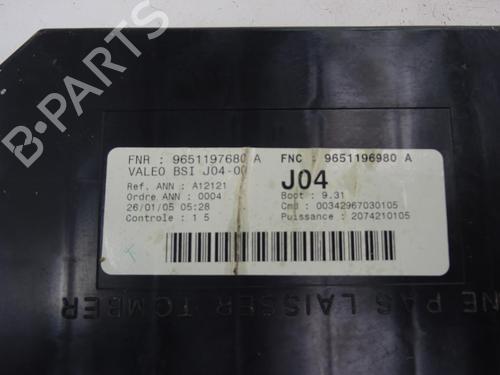 FNR : 9651197680 A
FNC : 9651196980 A
VALEO BSI J04-00
J04
Ref. ANN : A12121
Boot : 9.31
Ordre ANN : 0004
Cmd : 00342967030105
26/01/05 05:28
Puissance : 2074210105
Controle : 1 5
NE PAS LAISSER TOMBER
B-PARTS